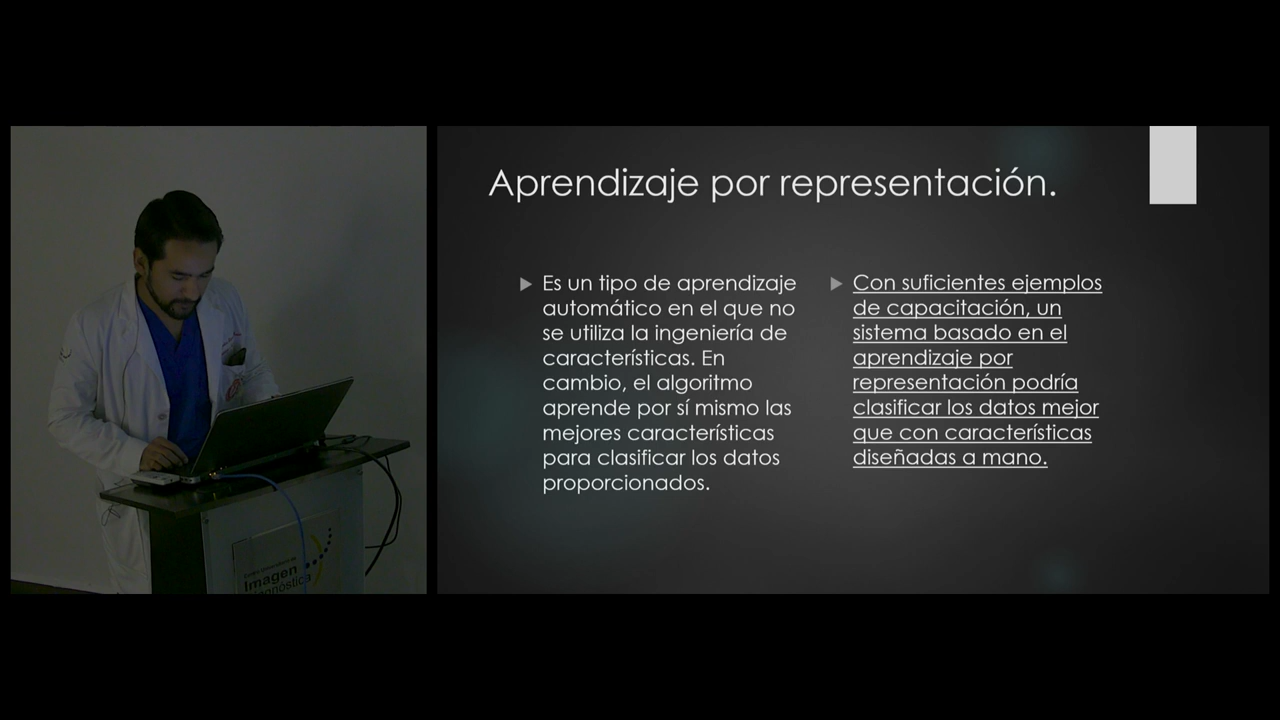 Aprendizaje por representación.
Es un tipo de aprendizaje
automático en el que no
se utiliza la ingeniería de
características. En
cambio, el algoritmo
aprende por sí mismo las
mejores características
para clasificar los datos
proporcionados.
Con suficientes ejemplos
de capacitación, un
sistema basado en el
aprendizaje por
representación podría
clasificar los datos mejor
que con características
diseñadas a mano.
Imagen